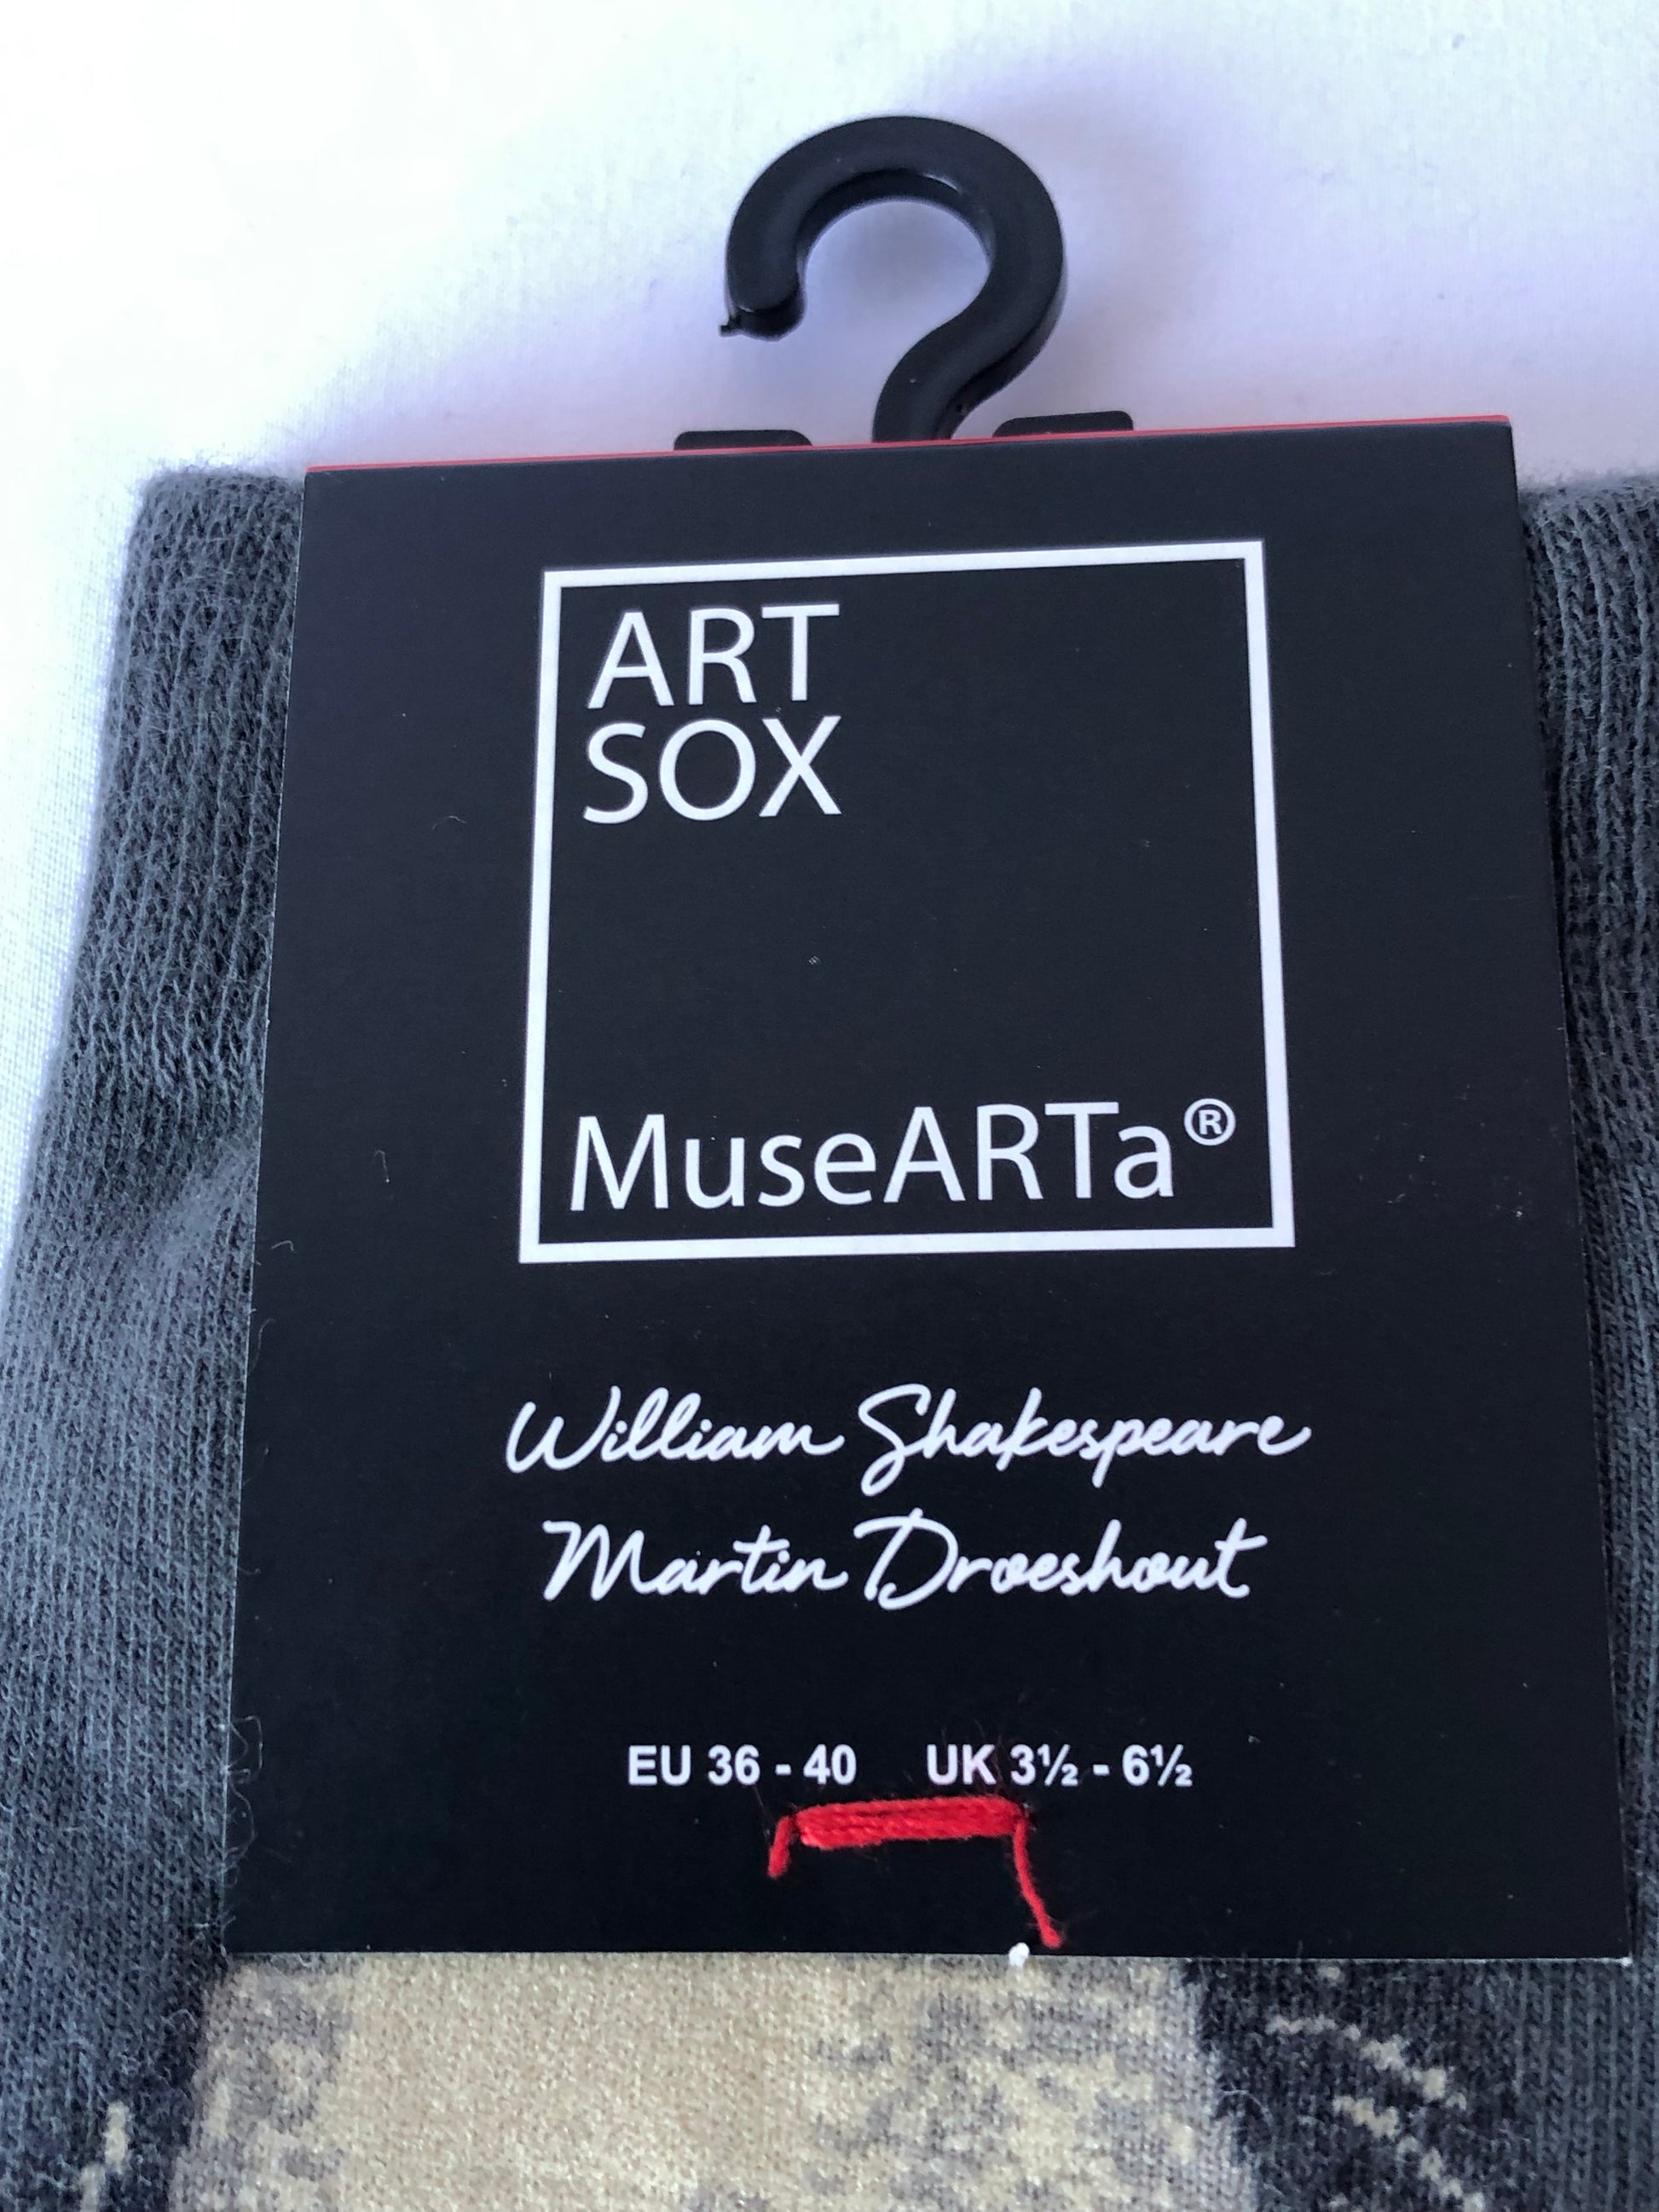 ART
SOX
MuseARTa®
William Shakespeare
Martin Droeshout
EU 36 - 40 UK 3½ - 6½